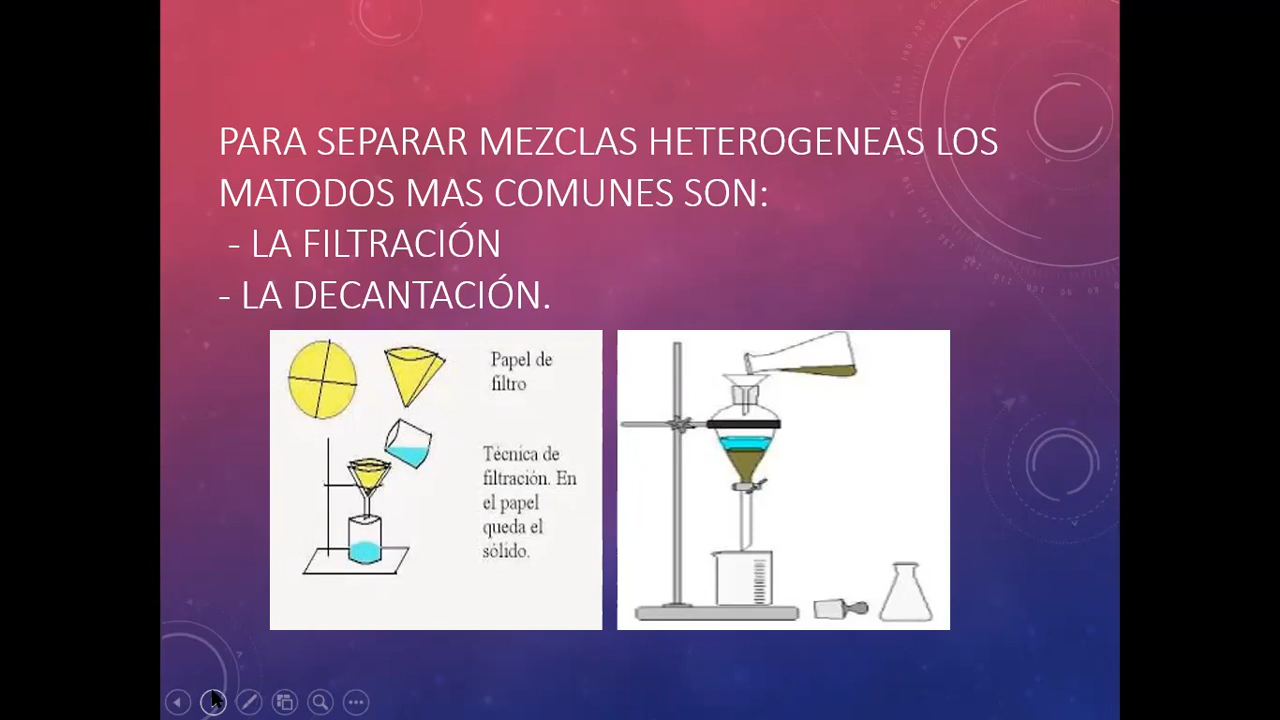 PARA SEPARAR MEZCLAS HETEROGENEAS LOS
MATODOS MAS COMUNES SON:
- LA FILTRACIÓN
- LA DECANTACIÓN.
Papel de
filtro
Técnica de
filtración. En
el papel
queda el
sólido.